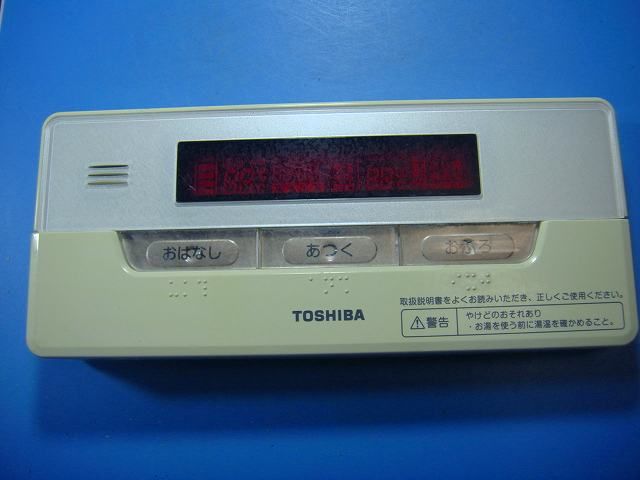 おはなし
あつく
おふろ
TOSHIBA
取扱説明書をよくお読みいただき、正しくご使用ください。
⚠警告
やけどのおそれあり
・お湯を使う前に湯温を確かめること。